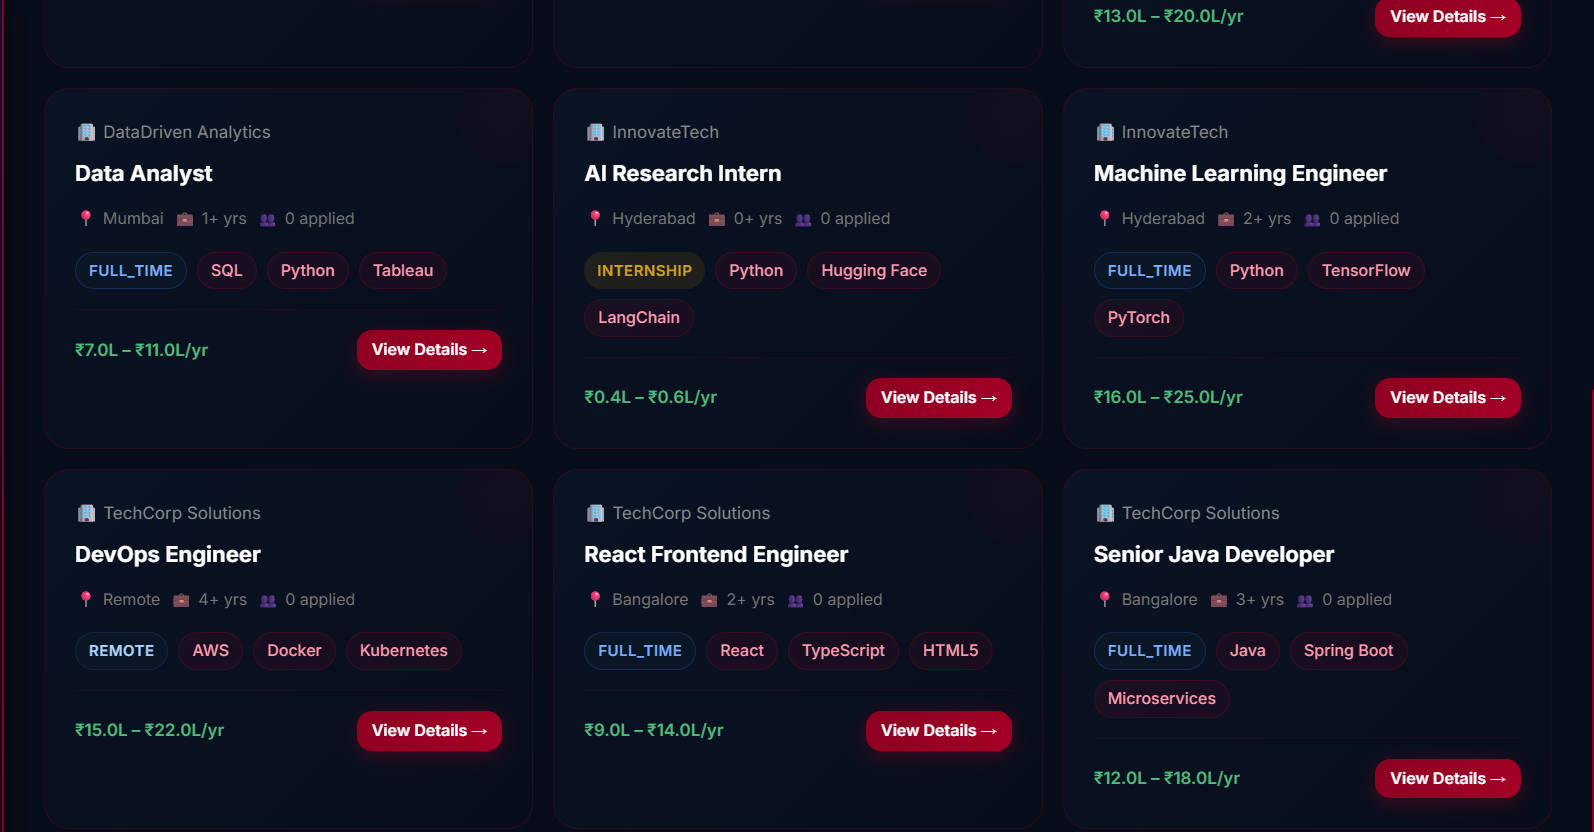 ₹13.0L – ₹20.0L/yr
View Details →
DataDriven Analytics
Data Analyst
Mumbai 1+ yrs 0 applied
FULL_TIME SQL Python Tableau
₹7.0L – ₹11.0L/yr
View Details →
InnovateTech
AI Research Intern
Hyderabad 0+ yrs 0 applied
INTERNSHIP Python Hugging Face
LangChain
₹0.4L – ₹0.6L/yr
View Details →
InnovateTech
Machine Learning Engineer
Hyderabad 2+ yrs 0 applied
FULL_TIME Python TensorFlow
PyTorch
₹16.0L – ₹25.0L/yr
View Details →
TechCorp Solutions
DevOps Engineer
Remote 4+ yrs 0 applied
REMOTE AWS Docker Kubernetes
₹15.0L – ₹22.0L/yr
View Details →
TechCorp Solutions
React Frontend Engineer
Bangalore 2+ yrs 0 applied
FULL_TIME React TypeScript HTML5
₹9.0L – ₹14.0L/yr
View Details →
TechCorp Solutions
Senior Java Developer
Bangalore 3+ yrs 0 applied
FULL_TIME Java Spring Boot
Microservices
₹12.0L – ₹18.0L/yr
View Details →